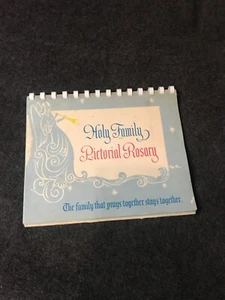 Holy Family
Pictorial Rosary
The family that prays together stays together.